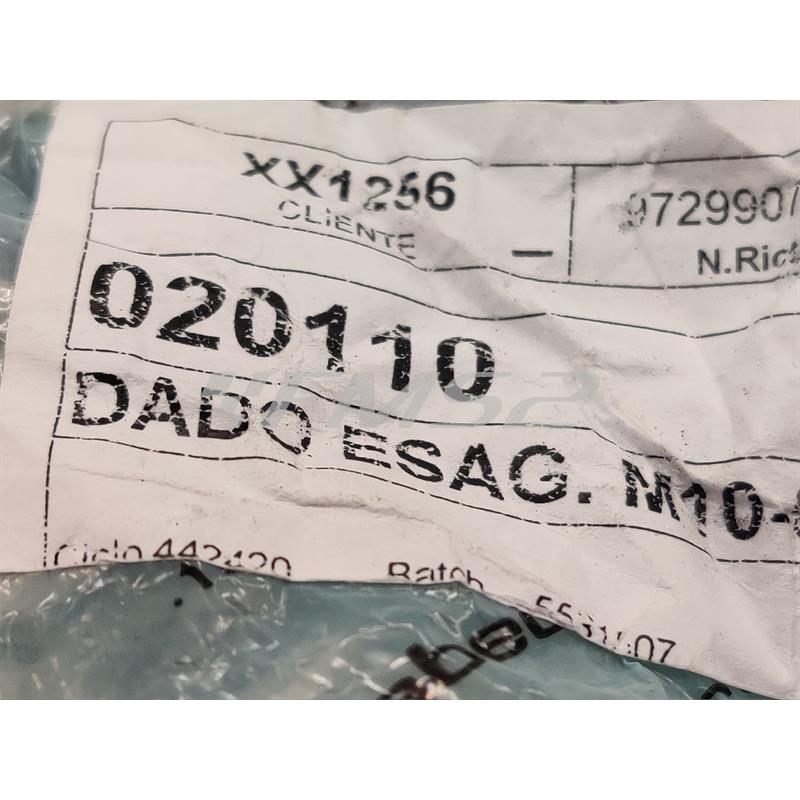 XX1256
CLIENTE
972990/
N.Ric
020110
DADO ESAG. M10-
Ciclo 442420
Batch